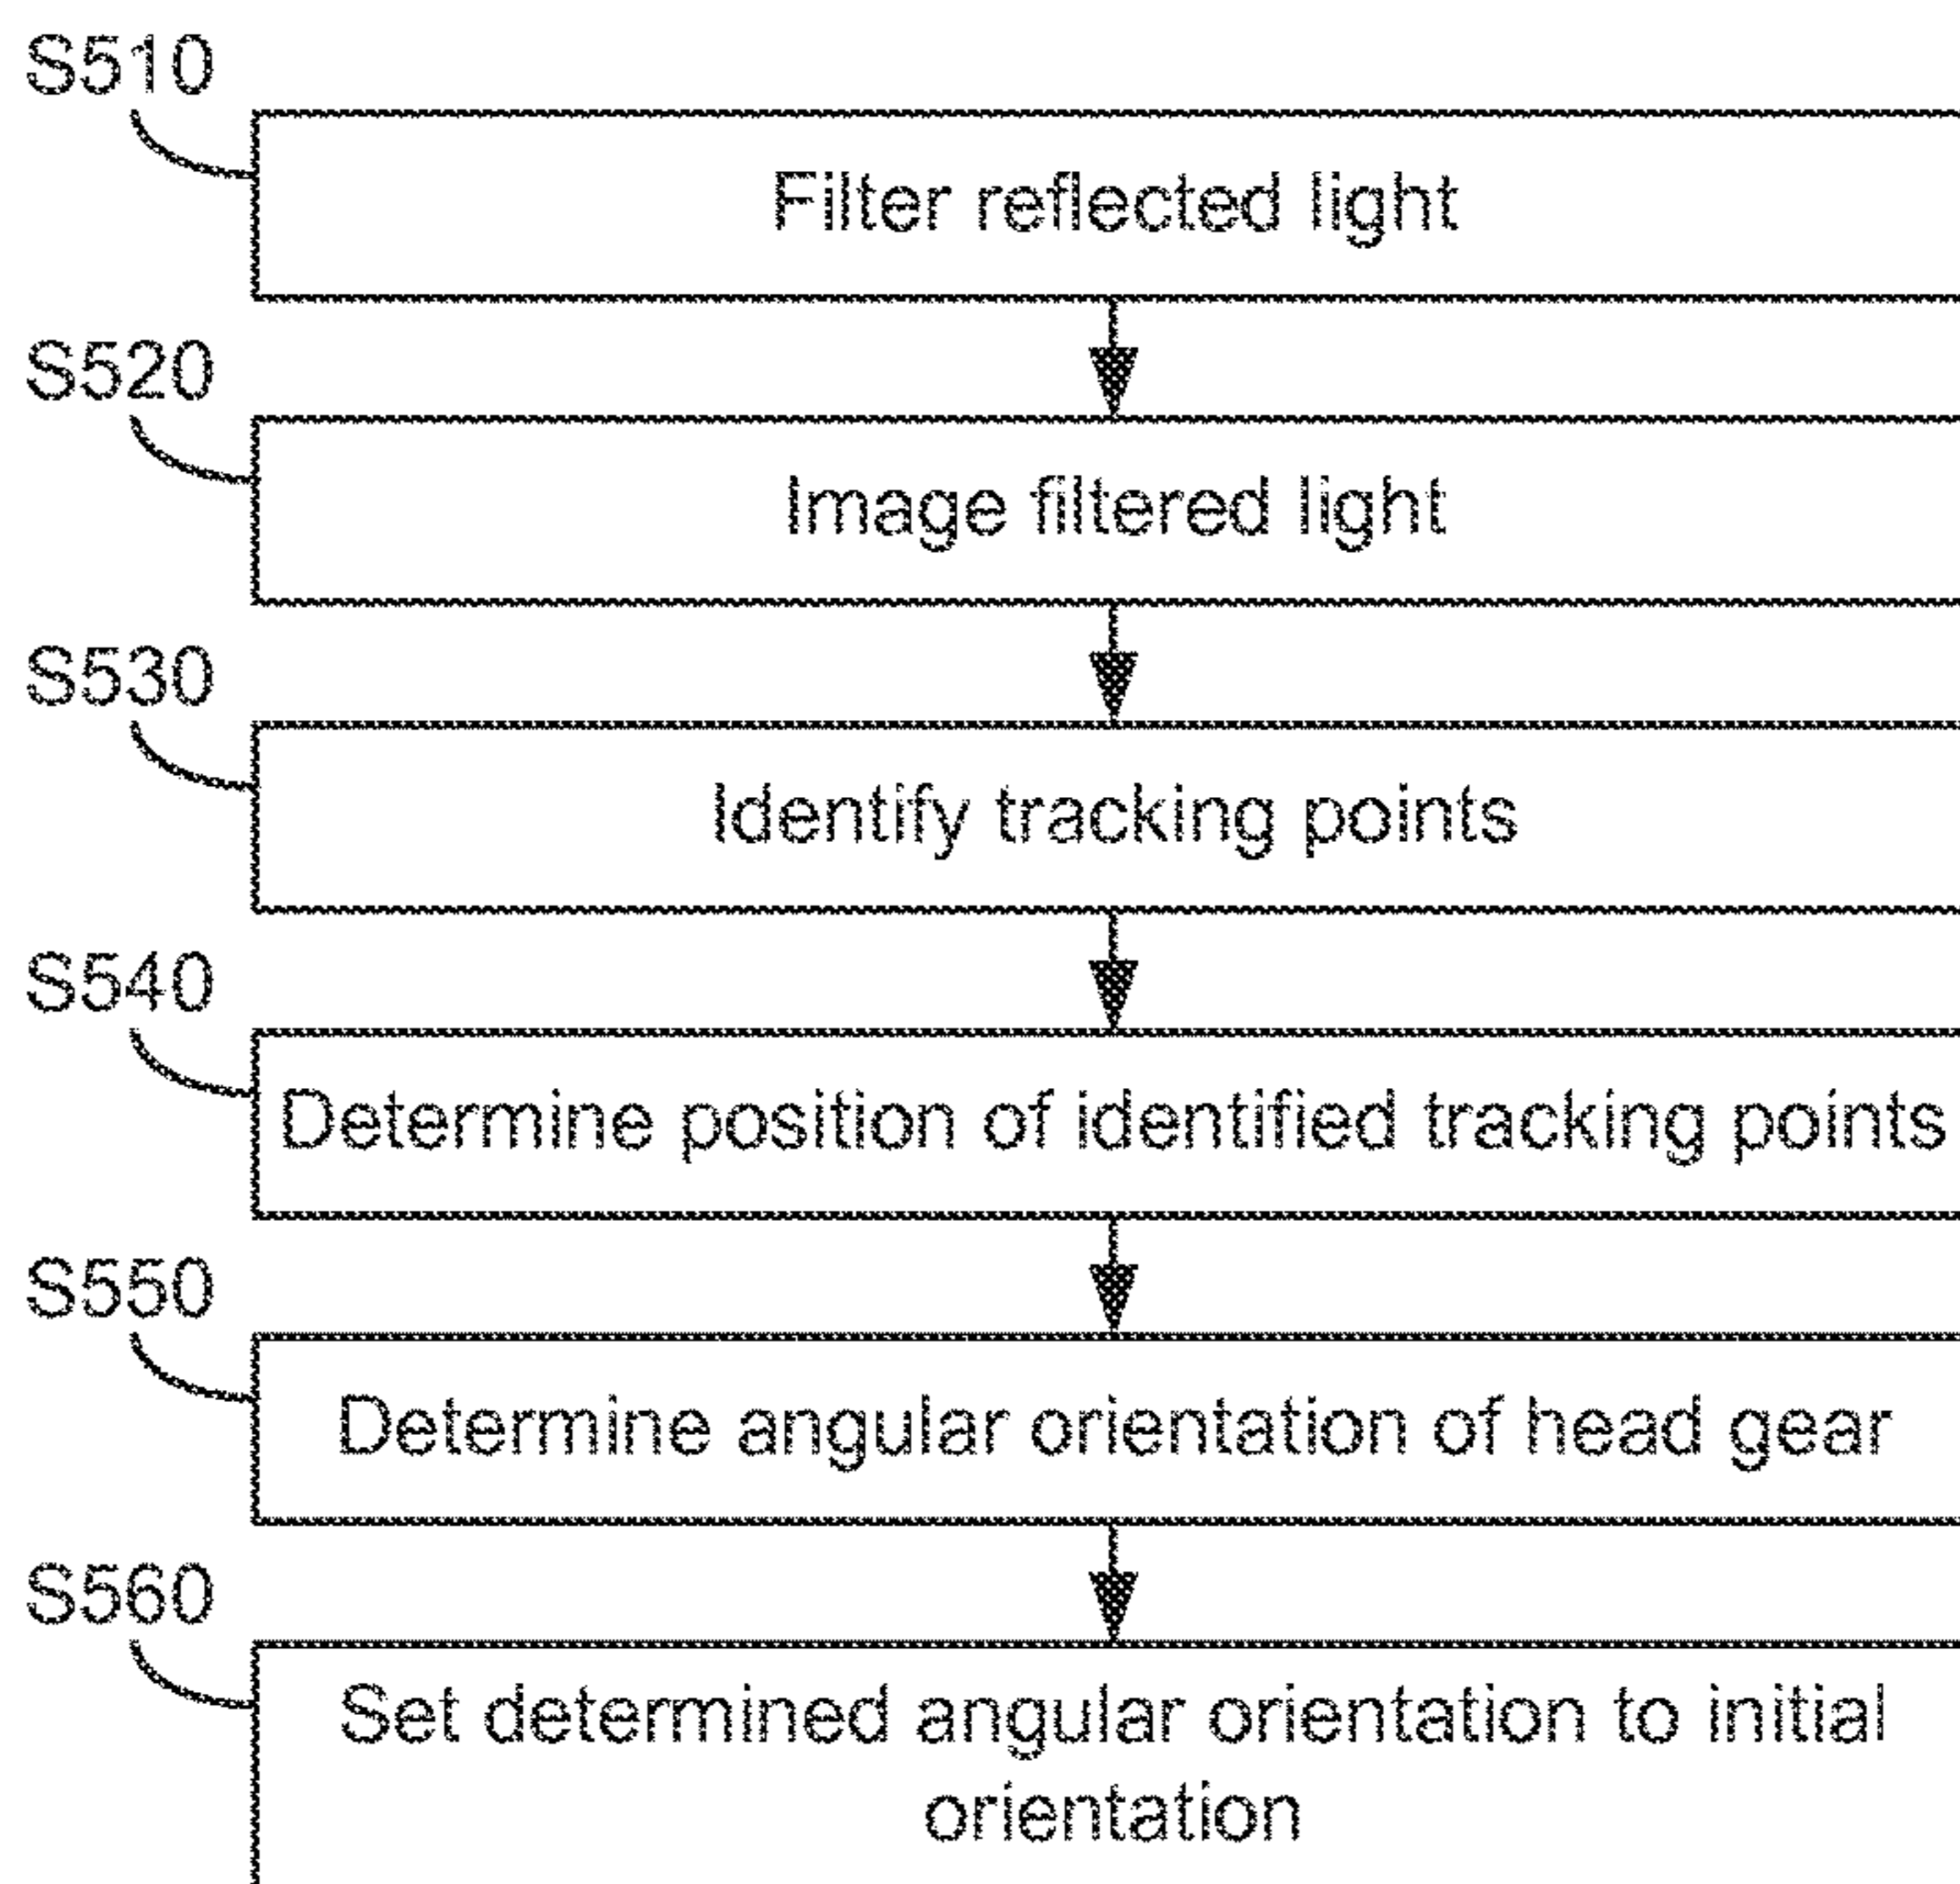 S510
Filter reflected light
S520
Image filtered light
S530
Identify tracking points
S540
Determine position of identified tracking points
S550
Determine angular orientation of head gear
S560
Set determined angular orientation to initial
orientation